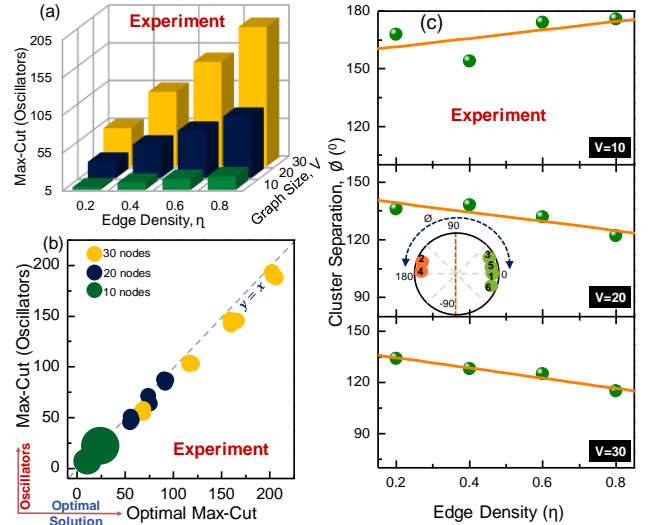 (a)
Experiment
Max-Cut (Oscillators)
205
155
105
55
5
0.2 0.4 0.6 0.8
Edge Density, η
10 20 30
Graph Size, V
(b)
30 nodes
20 nodes
10 nodes
y = x
Max-Cut (Oscillators)
200
150
100
50
0
Experiment
0 50 100 150 200
Optimal Max-Cut
Oscillators
Optimal
Solution
(c)
Cluster Separation, Ø (⁰)
180
150
120
Experiment
V=10
180
150
120
90
Ø
90
180
0
-90
2
4
3
5
1
6
V=20
150
120
90
V=30
0.2 0.4 0.6 0.8
Edge Density (η)